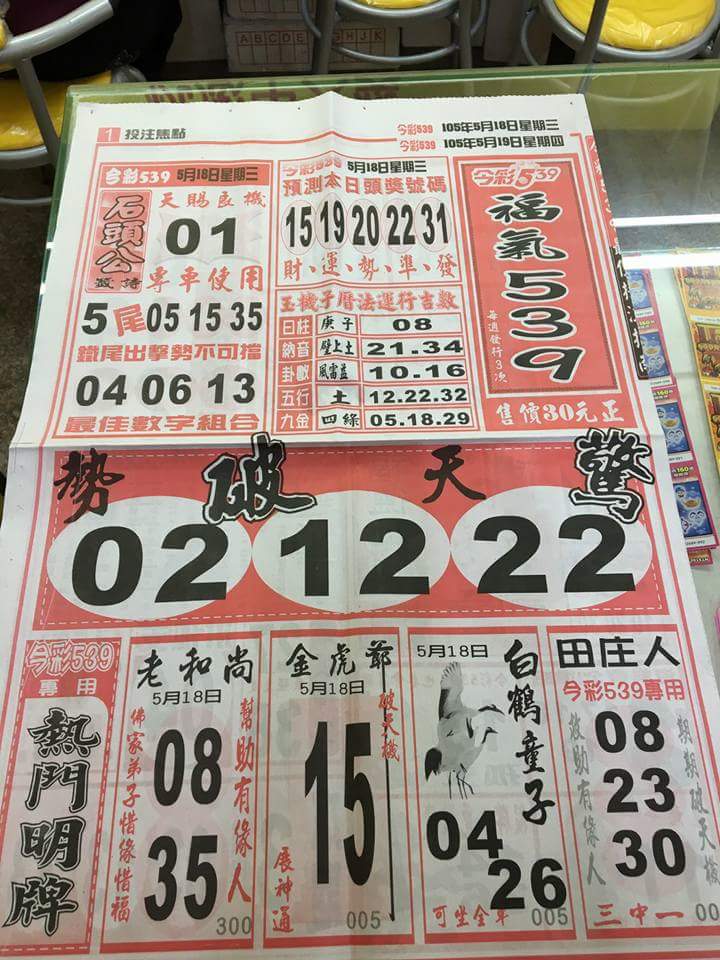 1 投注焦點
今彩539 105年5月18日星期三
今彩539 105年5月19日星期四
今彩539 5月18日星期三
石頭公
天賜良機
01
專車使用
5尾 05 15 35
鐵尾出擊勢不可擋
04 06 13
最佳數字組合
今彩539 5月18日星期三
預測本日頭獎號碼
15 19 20 22 31
財、運、勢、準、發
玉機子曆法運行吉數
日柱 庚子 08
納音 壁上土 21.34
卦敷 風雷益 10.16
五行 土 12.22.32
九金 四綠 05.18.29
今彩539
福氣539
每週發行3次
售價30元正
勢破天驚
02 12 22
今彩539
專用
熱門明牌
老和尚
5月18日
幫助有緣人
08
35
佛家弟子惜緣惜福
300
金虎爺
5月18日
破天機
15
展神通
005
白鶴童子
5月18日
04
26
可坐全車 005
田庄人
今彩539專用
期期破天機
08
23
30
救助有緣人
三中一 00
A B C D E